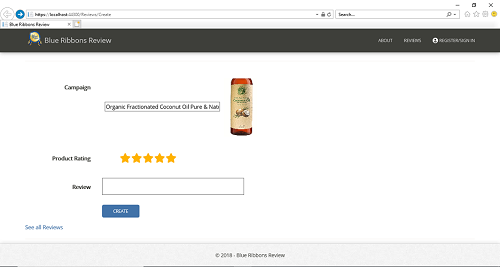 https://localhost:44300/Reviews/Create
Search...
Blue Ribbons Review
Blue Ribbons Review
ABOUT
REVIEWS
REGISTER/SIGN IN
Campaign
Organic Fractionated Coconut Oil Pure & Natu
Product Rating
Review
CREATE
See all Reviews
© 2018 - Blue Ribbons Review